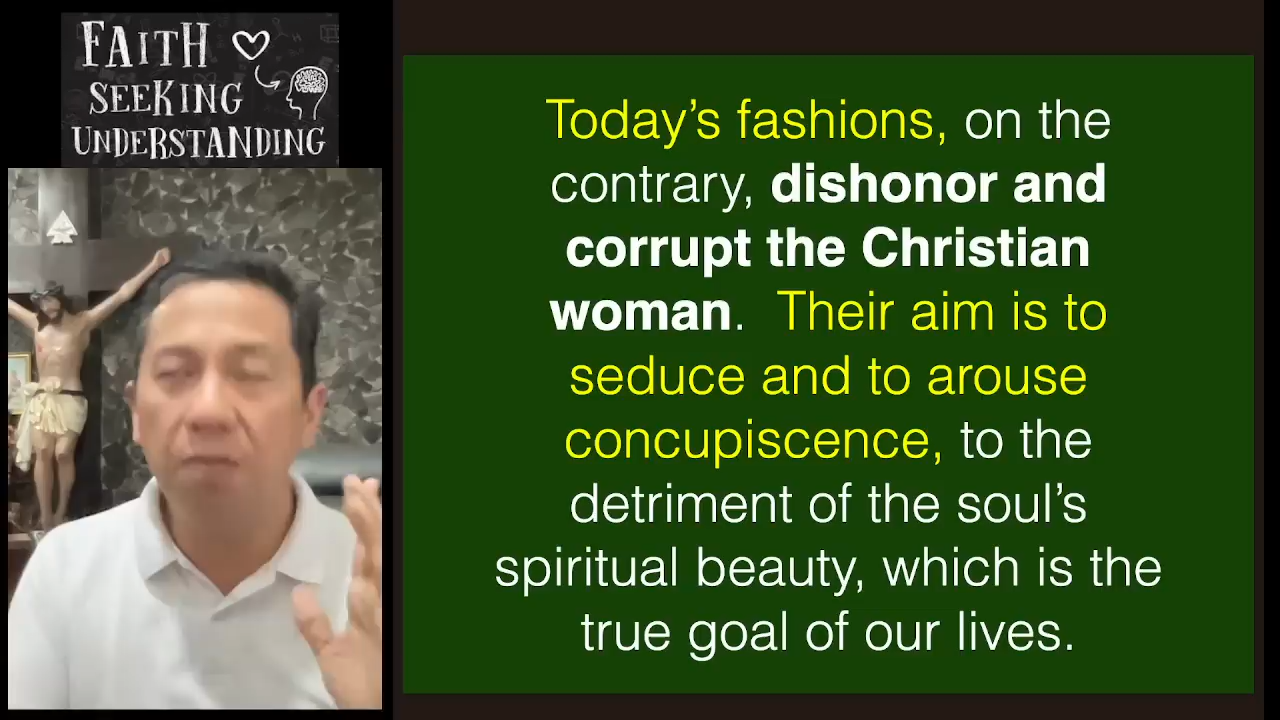 FAITH
SEEKING
UNDERSTANDING
Today's fashions, on the
contrary, dishonor and
corrupt the Christian
woman. Their aim is to
seduce and to arouse
concupiscence, to the
detriment of the soul's
spiritual beauty, which is the
true goal of our lives.